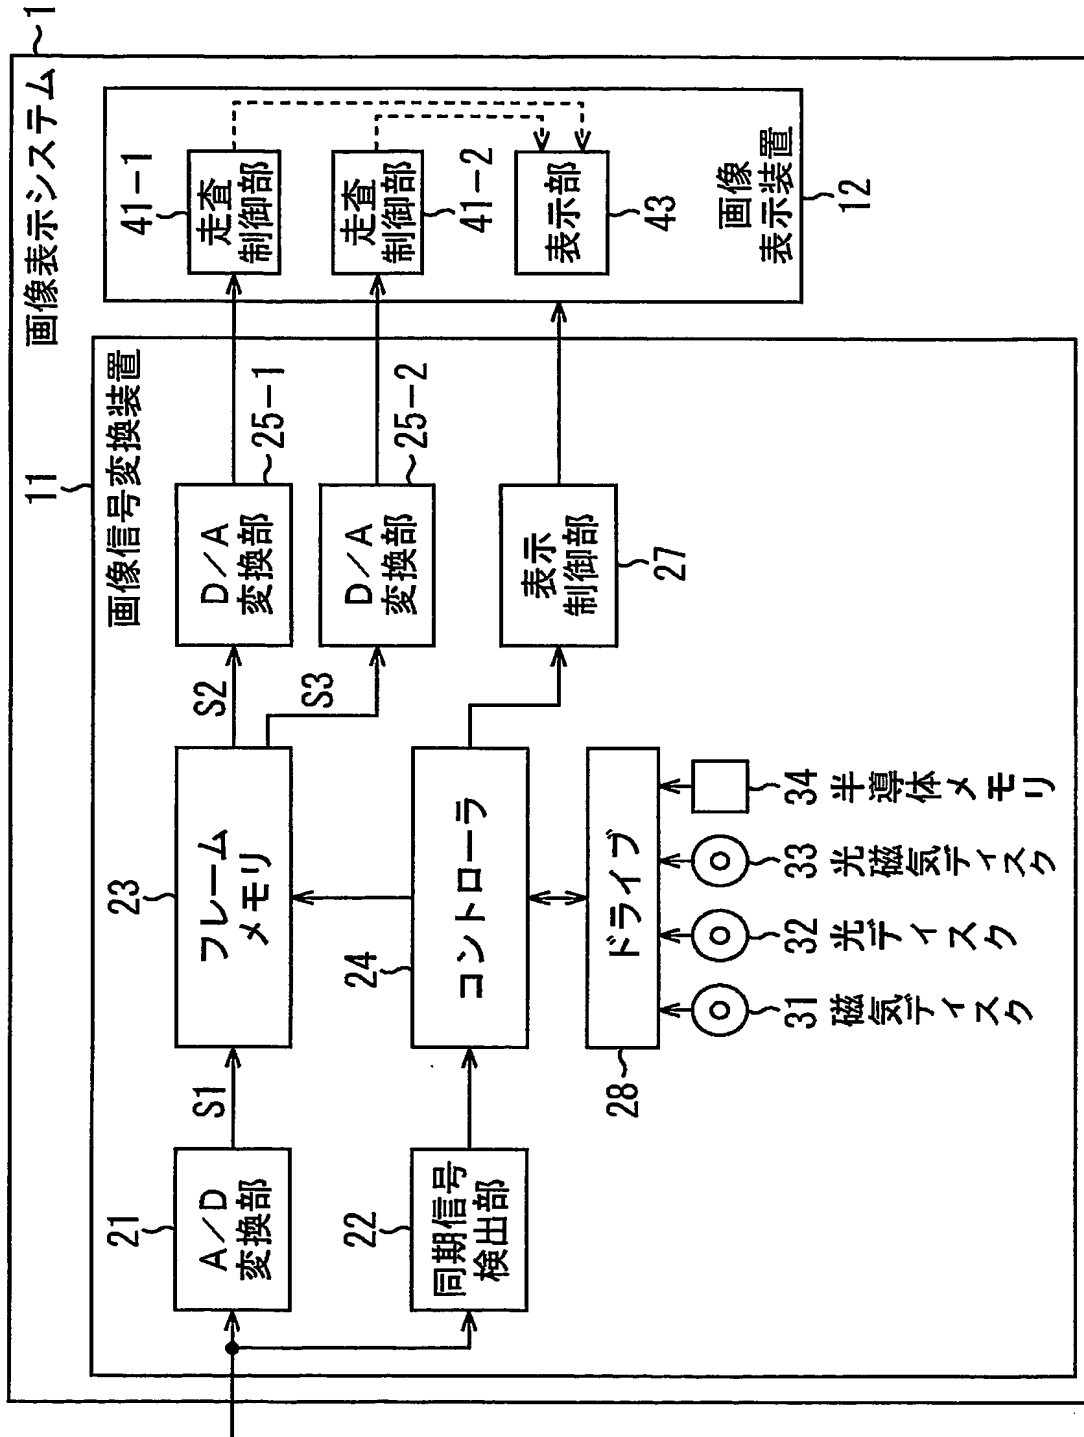 画像表示システム
1
11
画像信号変換装置
21
A/D
変換部
S1
23
フレーム
メモリ
S2
S3
D/A
変換部
25-1
D/A
変換部
25-2
22
同期信号
検出部
24
コントローラ
表示
制御部
27
28
ドライブ
31
磁気ディスク
32
光ディスク
33
光磁気ディスク
34
半導体メモリ
41-1
走査
制御部
走査
制御部
41-2
表示部
43
画像
表示装置
12